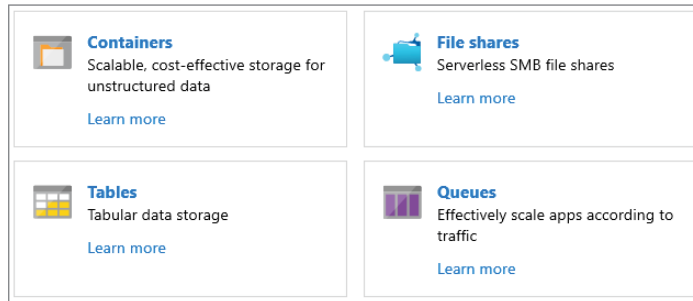 Containers
Scalable, cost-effective storage for
unstructured data
Learn more
File shares
Serverless SMB file shares
Learn more
Tables
Tabular data storage
Learn more
Queues
Effectively scale apps according to
traffic
Learn more